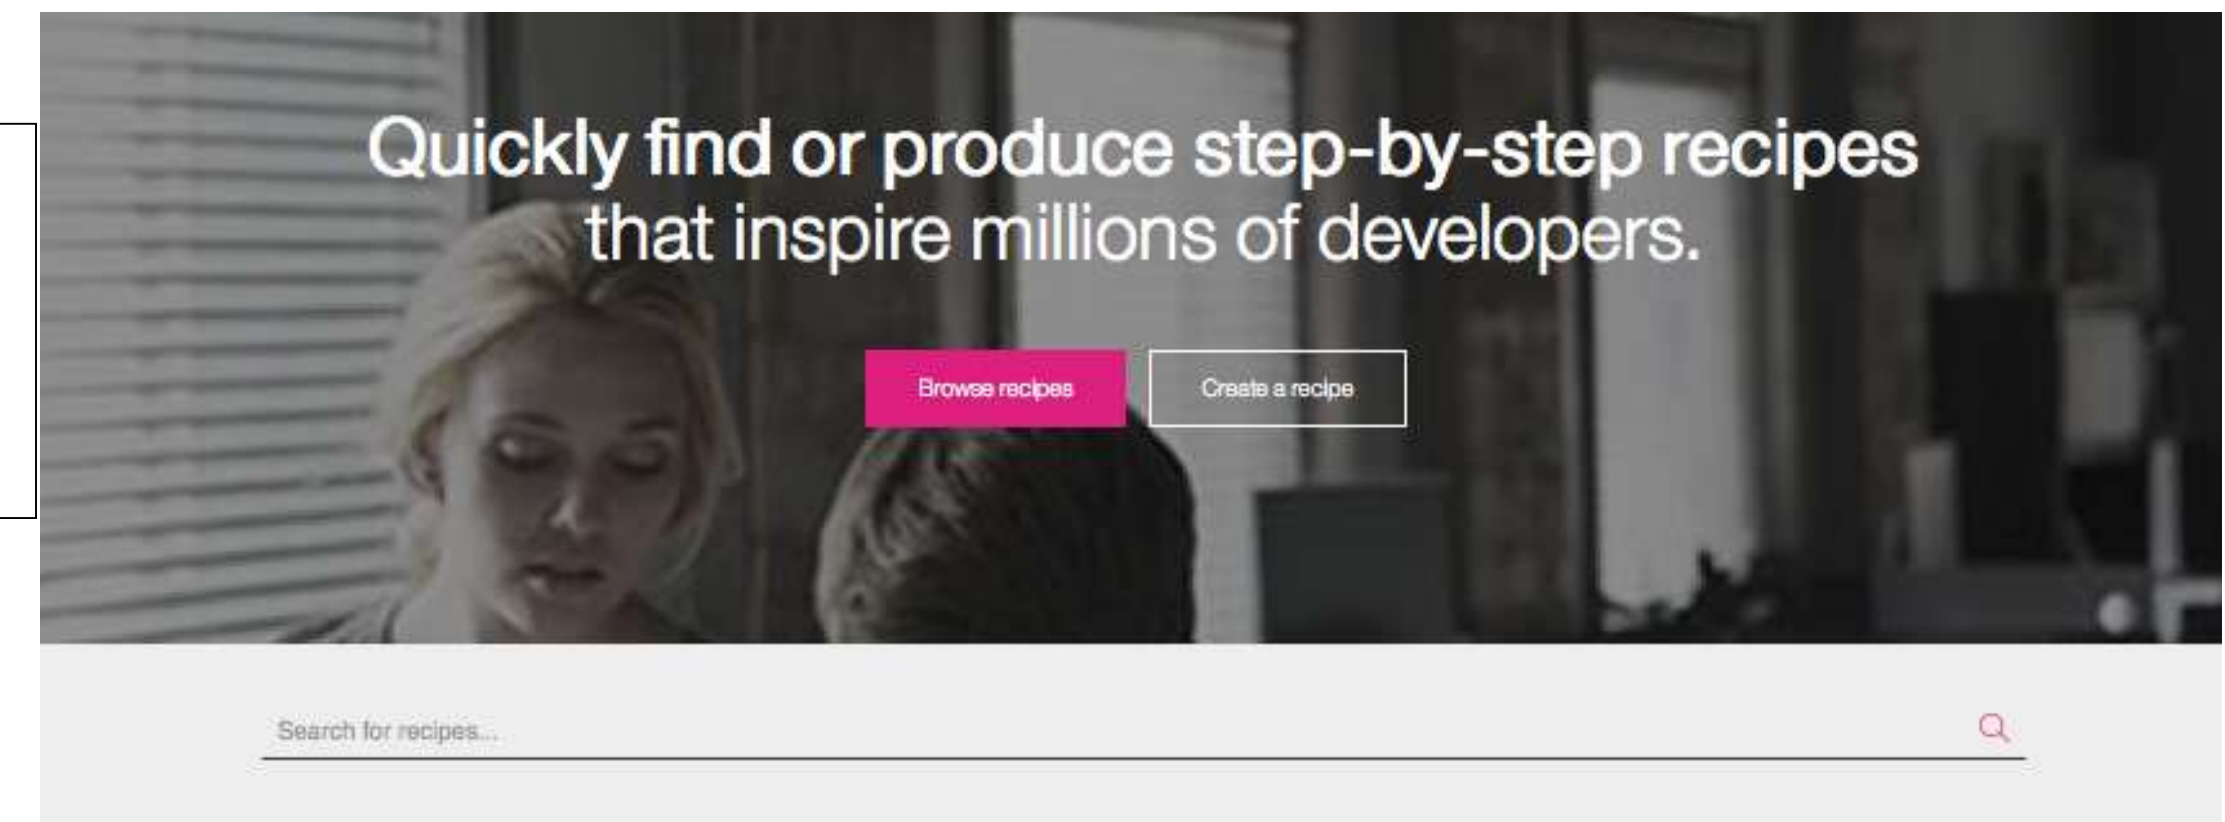 Quickly find or produce step-by-step recipes
that inspire millions of developers.
Browse recipes
Create a recipe
Search for recipes...